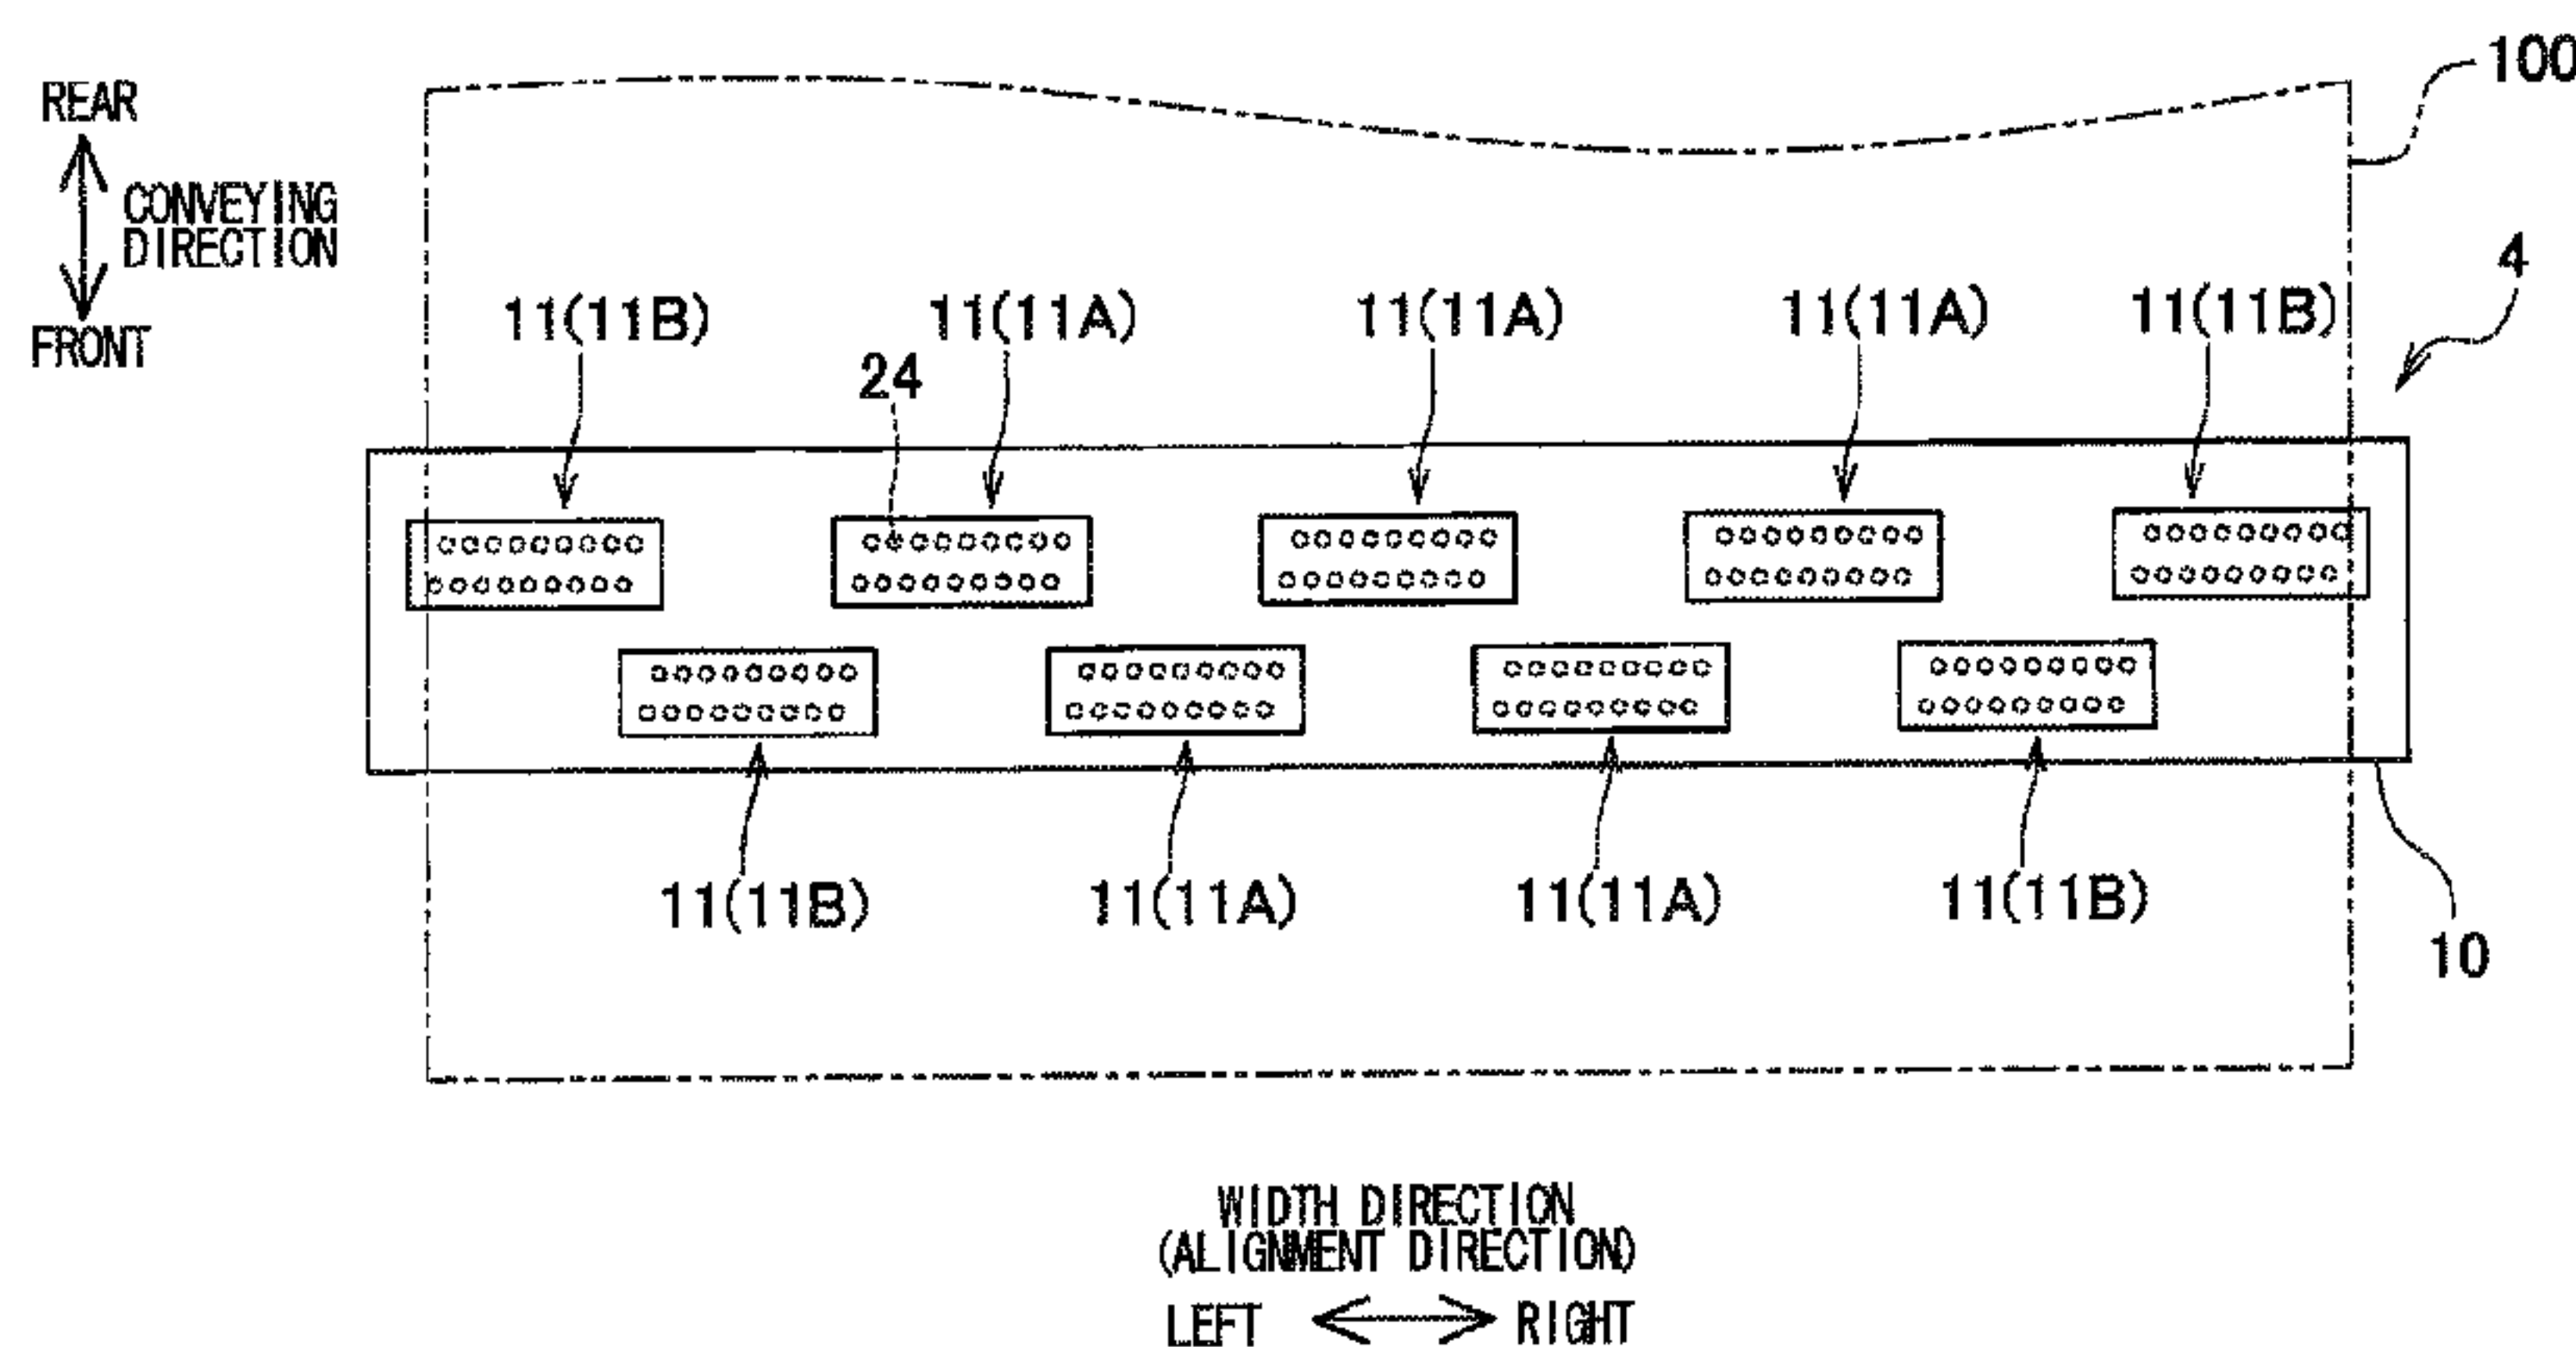 100
REAR
CONVEYING
DIRECTION
FRONT
4
11(11B)
11(11A)
11(11A)
11(11A)
11(11B)
24
11(11B)
11(11A)
11(11A)
11(11B)
10
WIDTH DIRECTION
(ALIGNMENT DIRECTION)
LEFT
RIGHT